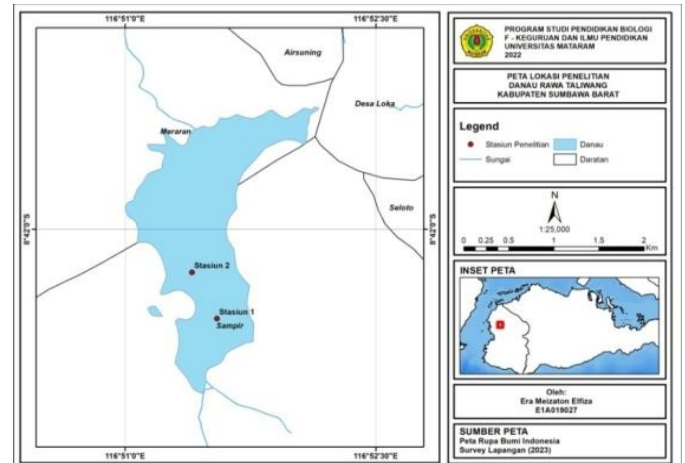 116°51'0"E
116°52'30"E
Airsuning
Desa Loka
Meraran
Seloto
8°42'0"S
8°42'0"S
Stasiun 2
Stasiun 1
Sampir
116°51'0"E
116°52'30"E
PROGRAM STUDI PENDIDIKAN BIOLOGI
F - KEGURUAN DAN ILMU PENDIDIKAN
UNIVERSITAS MATARAM
2022
PETA LOKASI PENELITIAN
DANAU RAWA TALIWANG
KABUPATEN SUMBAWA BARAT
Legend
Stasiun Penelitian
Danau
Sungai
Daratan
N
1:25,000
0 0.25 0.5 1 1.5 2
Km
INSET PETA
Oleh:
Era Meizaton Elfiza
E1A019027
SUMBER PETA
Peta Rupa Bumi Indonesia
Survey Lapangan (2023)